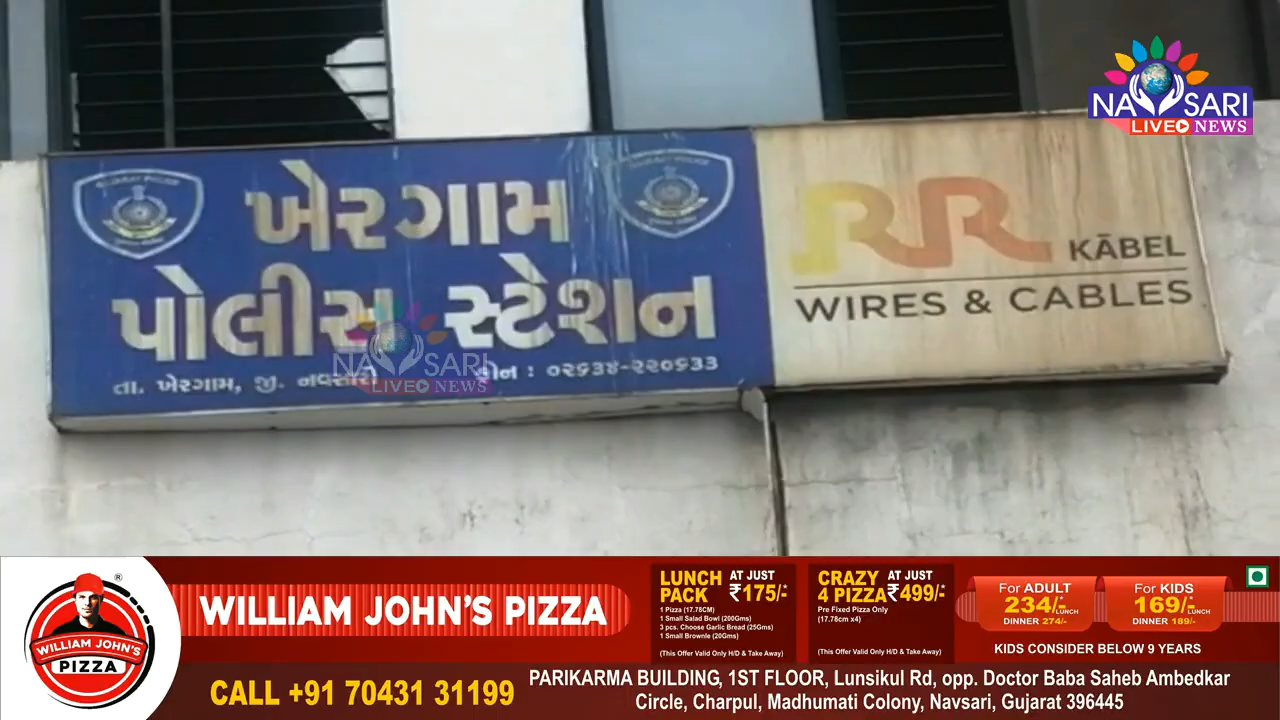 NAVSARI
LIVE NEWS
ખેરગામ
પોલીસ સ્ટેશન
તા. ખેરગામ, જી. નવસારી ફોન : ૦૨૬૩૪-૨૨૦૬૩૩
RR KĀBEL
WIRES & CABLES
NAVSARI
LIVE NEWS
WILLIAM JOHN'S
PIZZA
WILLIAM JOHN'S PIZZA
LUNCH PACK AT JUST ₹175/-*
1 Pizza (17.78CM)
1 Small Salad Bowl (200Gms)
3 pcs. Choose Garlic Bread (25Gms)
1 Small Brownie (20Gms)
(This Offer Valid Only H/D & Take Away)
CRAZY 4 PIZZA AT JUST ₹499/-*
Pre Fixed Pizza Only
(17.78cm x4)
(This Offer Valid Only H/D & Take Away)
For ADULT
234/- LUNCH
DINNER 274/-
For KIDS
169/- LUNCH
DINNER 189/-
KIDS CONSIDER BELOW 9 YEARS
CALL +91 70431 31199
PARIKARMA BUILDING, 1ST FLOOR, Lunsikul Rd, opp. Doctor Baba Saheb Ambedkar
Circle, Charpul, Madhumati Colony, Navsari, Gujarat 396445